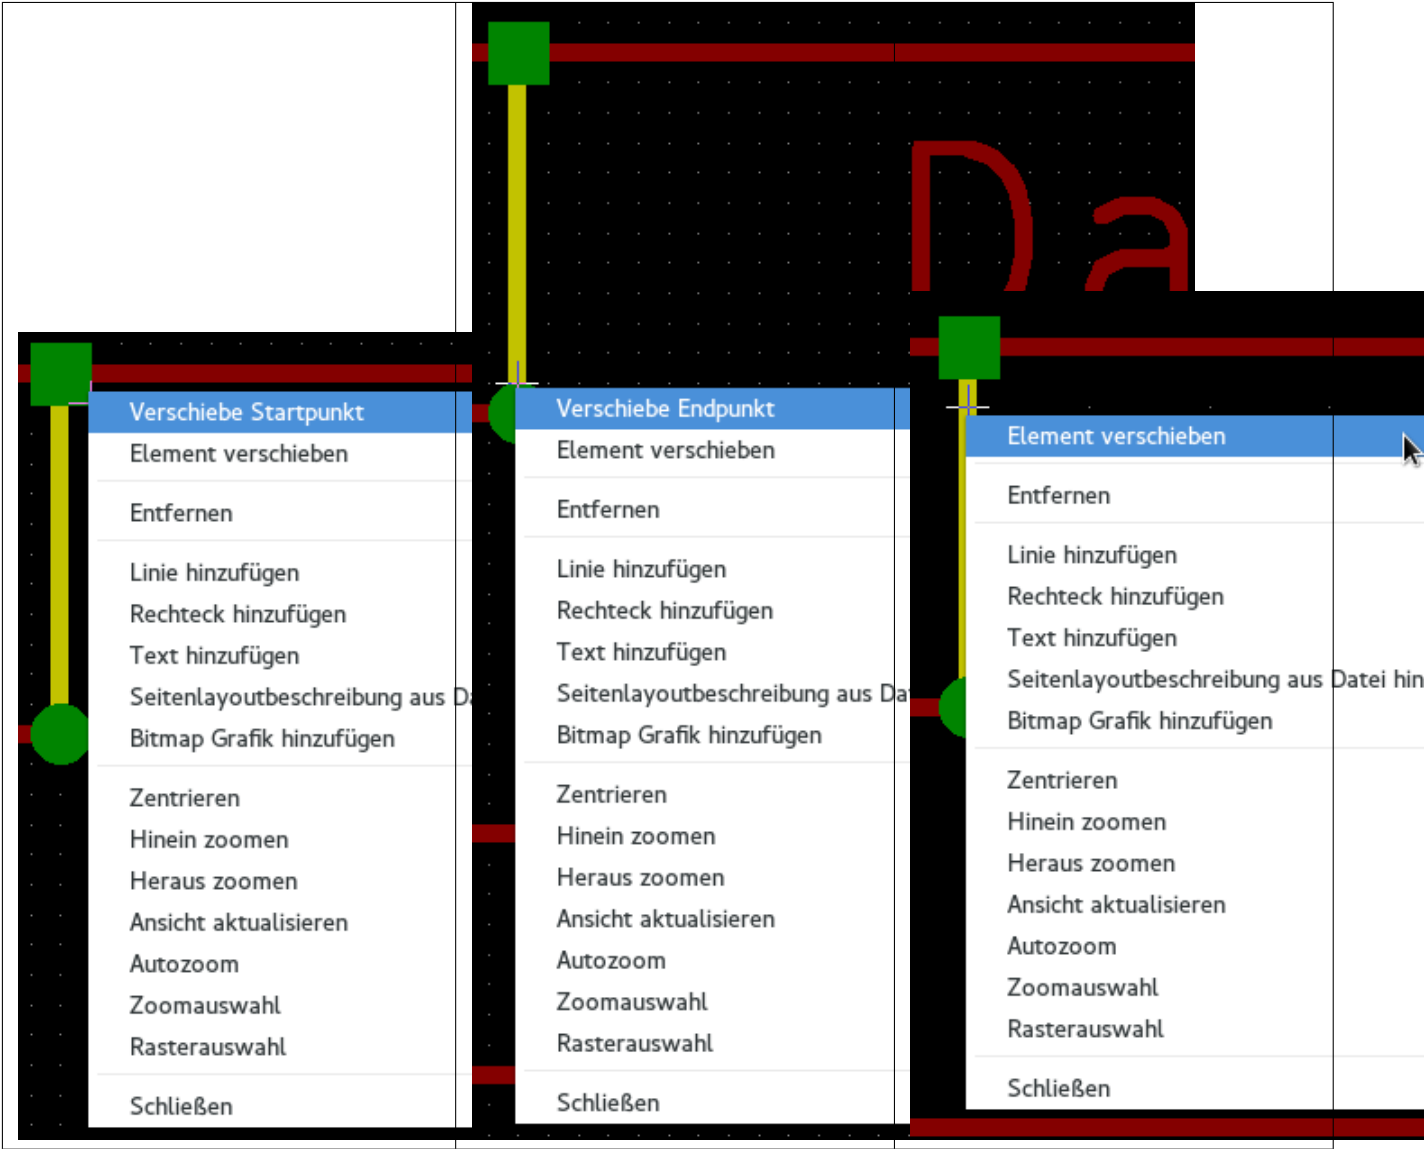 Da
Verschiebe Startpunkt
Element verschieben
Entfernen
Linie hinzufügen
Rechteck hinzufügen
Text hinzufügen
Seitenlayoutbeschreibung aus Da
Bitmap Grafik hinzufügen
Zentrieren
Hinein zoomen
Heraus zoomen
Ansicht aktualisieren
Autozoom
Zoomauswahl
Rasterauswahl
Schließen
Verschiebe Endpunkt
Element verschieben
Entfernen
Linie hinzufügen
Rechteck hinzufügen
Text hinzufügen
Seitenlayoutbeschreibung aus Dat
Bitmap Grafik hinzufügen
Zentrieren
Hinein zoomen
Heraus zoomen
Ansicht aktualisieren
Autozoom
Zoomauswahl
Rasterauswahl
Schließen
Element verschieben
Entfernen
Linie hinzufügen
Rechteck hinzufügen
Text hinzufügen
Seitenlayoutbeschreibung aus Datei hin
Bitmap Grafik hinzufügen
Zentrieren
Hinein zoomen
Heraus zoomen
Ansicht aktualisieren
Autozoom
Zoomauswahl
Rasterauswahl
Schließen